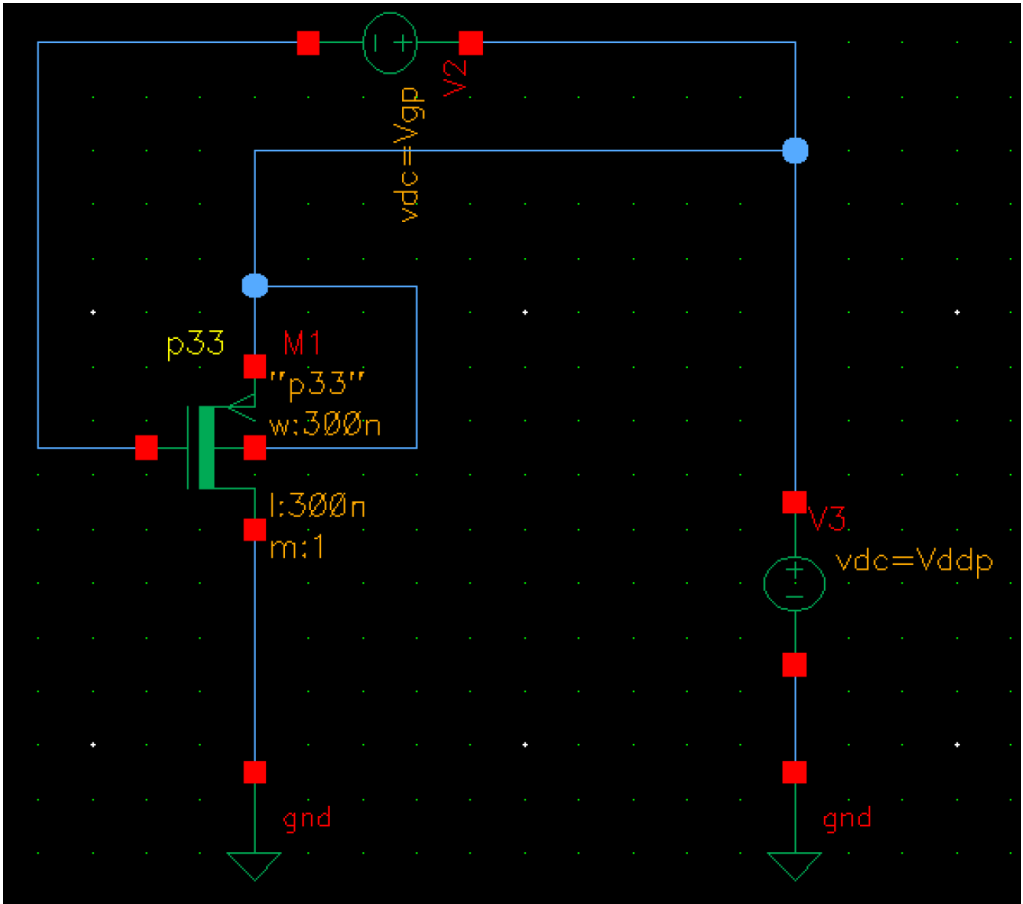 V2
vdc=Vgp
p33
M1
"p33"
w:300n
l:300n
m:1
V3
vdc=Vddp
gnd
gnd